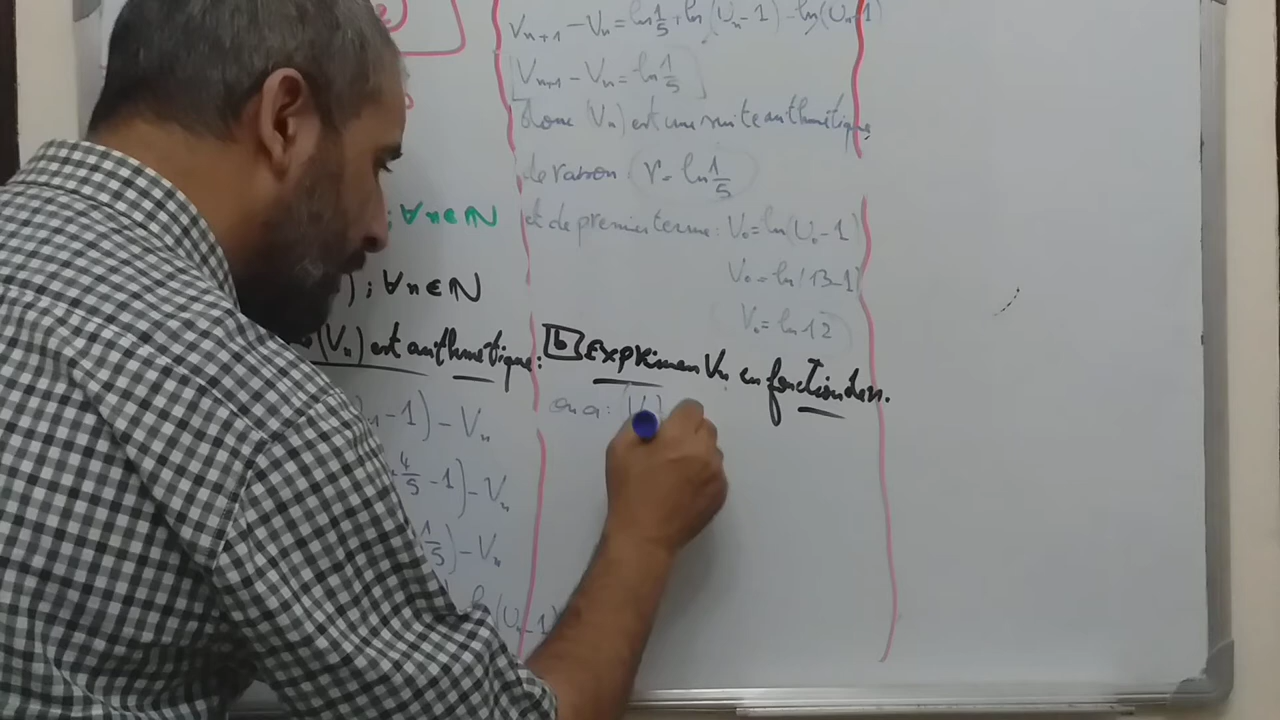 ; ∀n∈ℕ
) ; ∀n∈ℕ
(Vn) est arithmétique:
n-1) - Vn
4/5 - 1) - Vn
1/5) - Vn
ln(Un-1)
Vn+1 - Vn = ln 1/5 + ln(Un-1) - ln(Un-1)
Vn+1 - Vn = ln 1/5
donc (Vn) est une suite arithmétique,
de raison r = ln 1/5
et de premier terme: V0 = ln(U0-1)
V0 = ln(13-1)
V0 = ln 12
b Exprimer Vn en fonction de n.
on a: (Vn)